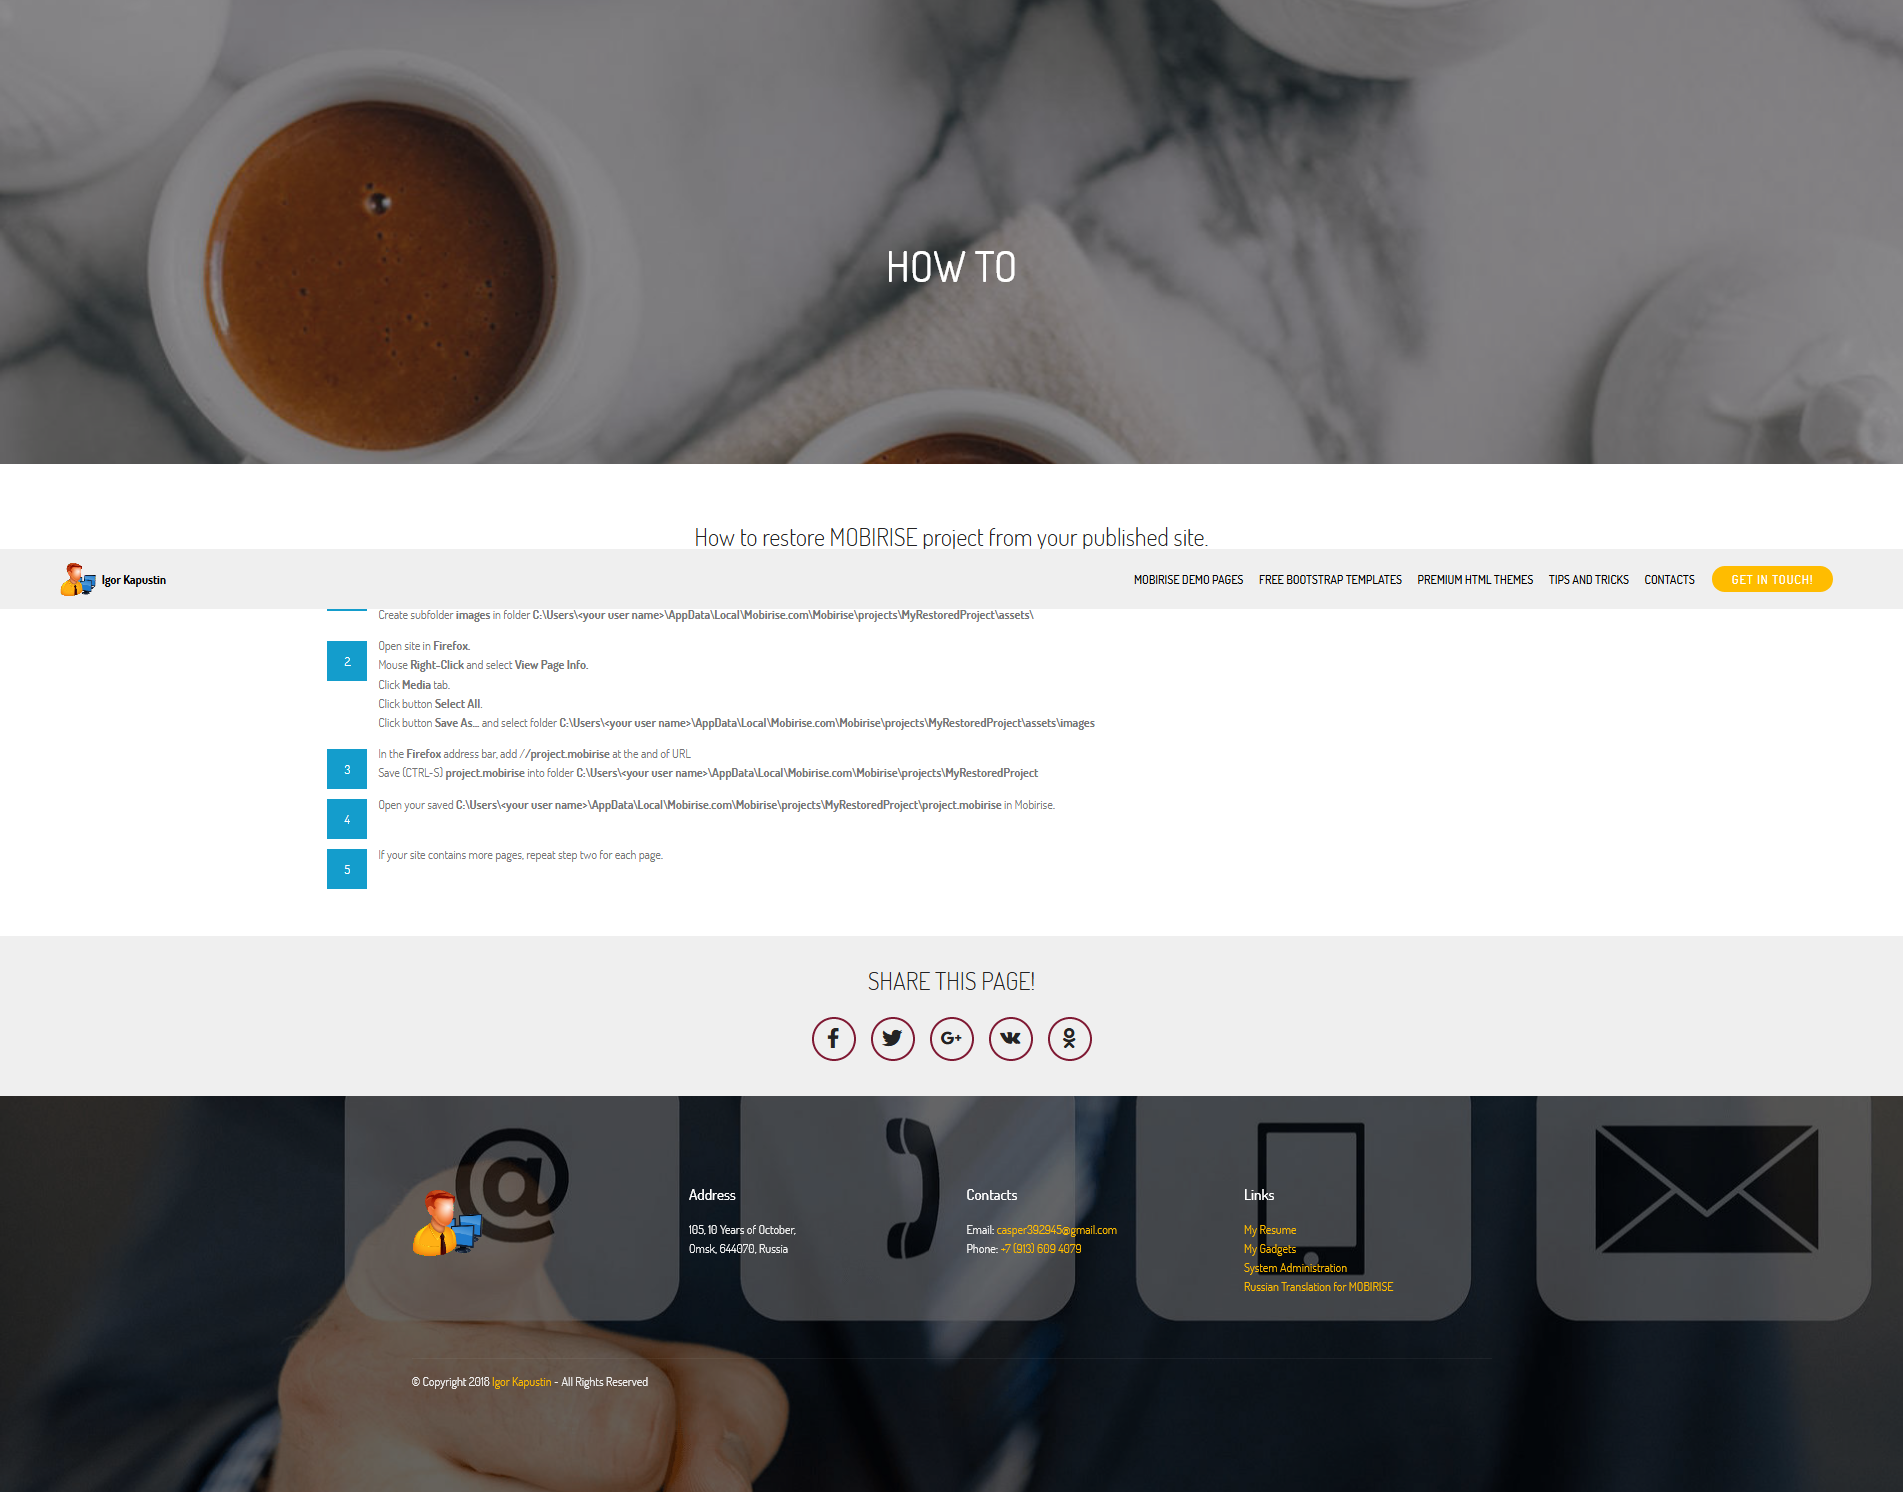 HOW TO
How to restore MOBIRISE project from your published site.
Igor Kapustin
MOBIRISE DEMO PAGES
FREE BOOTSTRAP TEMPLATES
PREMIUM HTML THEMES
TIPS AND TRICKS
CONTACTS
GET IN TOUCH!
Create subfolder images in folder C:\Users\<your user name>\AppData\Local\Mobirise.com\Mobirise\projects\MyRestoredProject\assets\
2
Open site in Firefox.
Mouse Right-Click and select View Page Info.
Click Media tab.
Click button Select All.
Click button Save As... and select folder C:\Users\<your user name>\AppData\Local\Mobirise.com\Mobirise\projects\MyRestoredProject\assets\images
3
In the Firefox address bar, add //project.mobirise at the and of URL
Save (CTRL-S) project.mobirise into folder C:\Users\<your user name>\AppData\Local\Mobirise.com\Mobirise\projects\MyRestoredProject
4
Open your saved C:\Users\<your user name>\AppData\Local\Mobirise.com\Mobirise\projects\MyRestoredProject\project.mobirise in Mobirise.
5
If your site contains more pages, repeat step two for each page.
SHARE THIS PAGE!
Address
105, 10 Years of October,
Omsk, 644070, Russia
Contacts
Email: casper392945@gmail.com
Phone: +7 (913) 609 4079
Links
My Resume
My Gadgets
System Administration
Russian Translation for MOBIRISE
© Copyright 2018 Igor Kapustin - All Rights Reserved